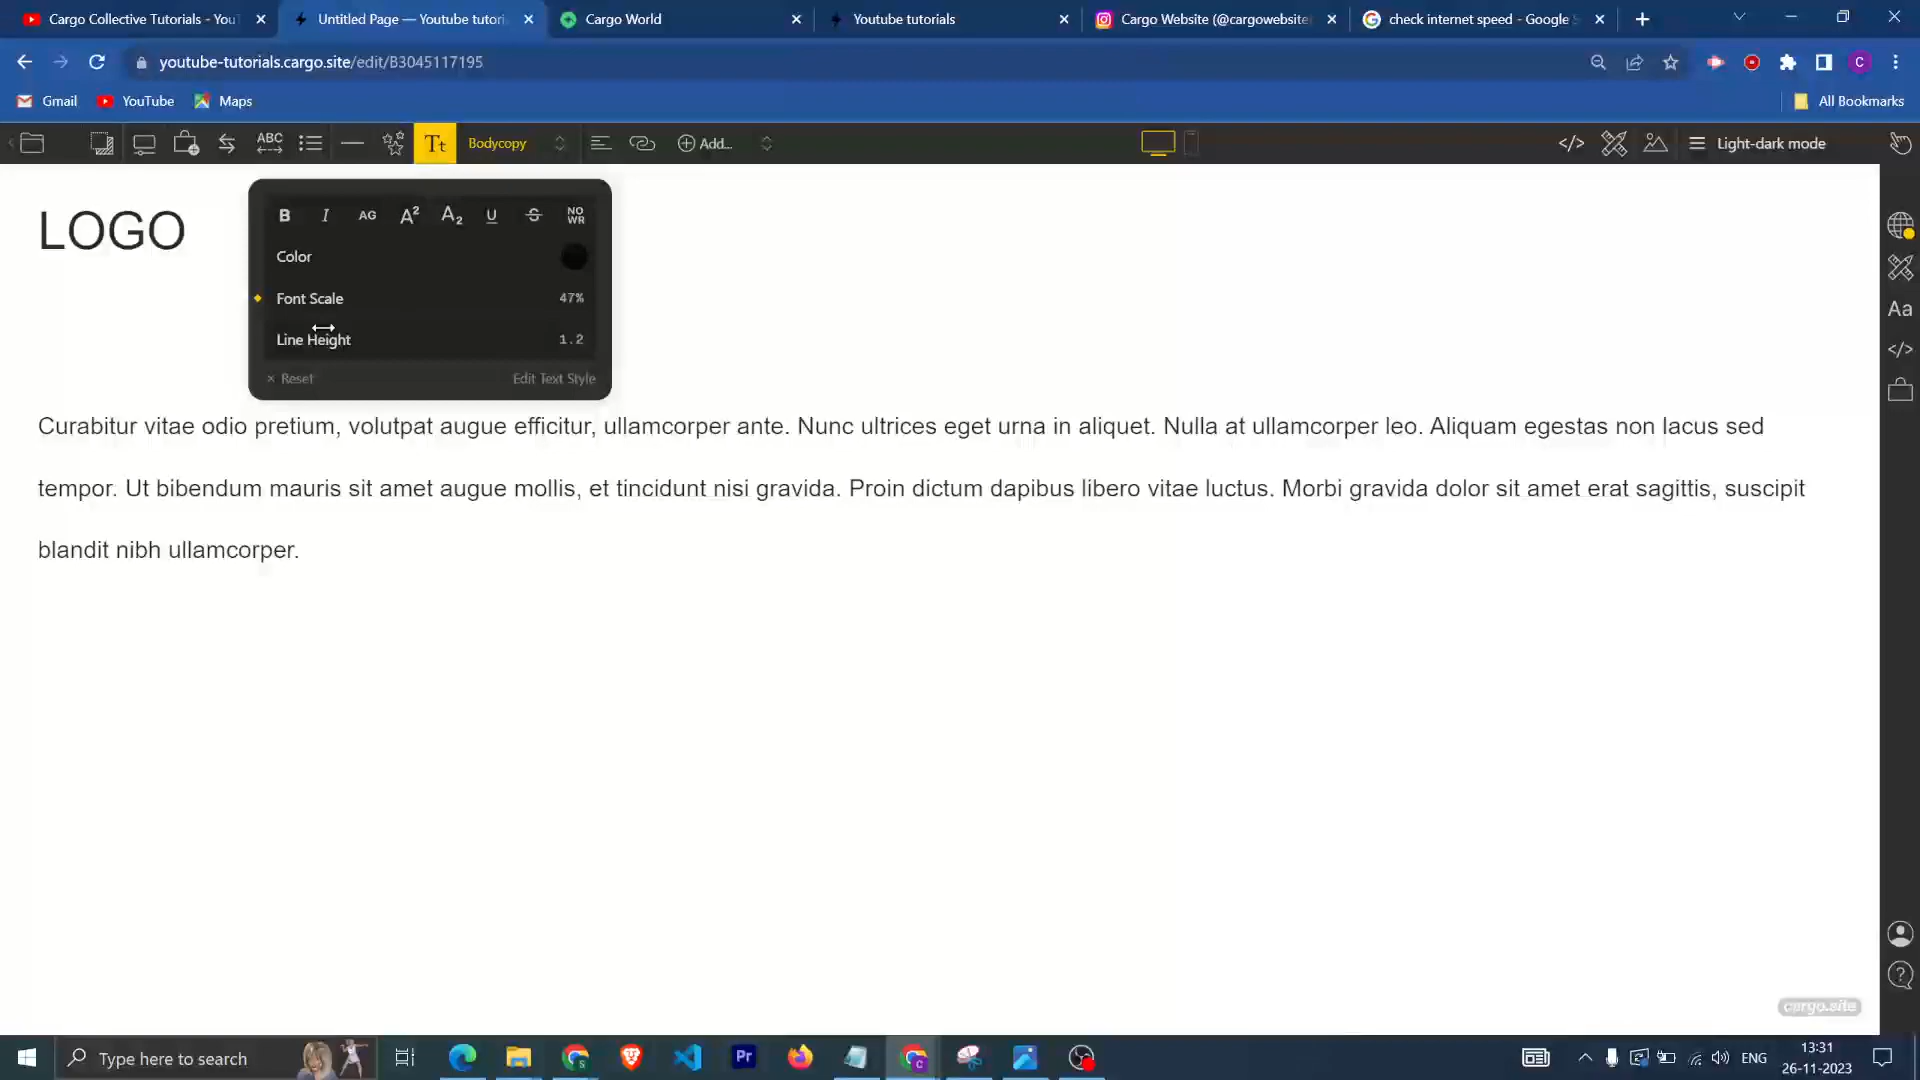 Cargo Collective Tutorials - You
Untitled Page — Youtube tutori
Cargo World
Youtube tutorials
Cargo Website (@cargowebsite
check internet speed - Google S
youtube-tutorials.cargo.site/edit/B3045117195
Gmail
YouTube
Maps
All Bookmarks
ABC
Tt
Bodycopy
Add...
</>
Light-dark mode
LOGO
B I AG A² A₂ U S NO WR
Color
Font Scale 47%
Line Height 1.2
× Reset
Edit Text Style
Aa
</>
Curabitur vitae odio pretium, volutpat augue efficitur, ullamcorper ante. Nunc ultrices eget urna in aliquet. Nulla at ullamcorper leo. Aliquam egestas non lacus sed
tempor. Ut bibendum mauris sit amet augue mollis, et tincidunt nisi gravida. Proin dictum dapibus libero vitae luctus. Morbi gravida dolor sit amet erat sagittis, suscipit
blandit nibh ullamcorper.
cargo.site
Type here to search
Pr
ENG
13:31
26-11-2023